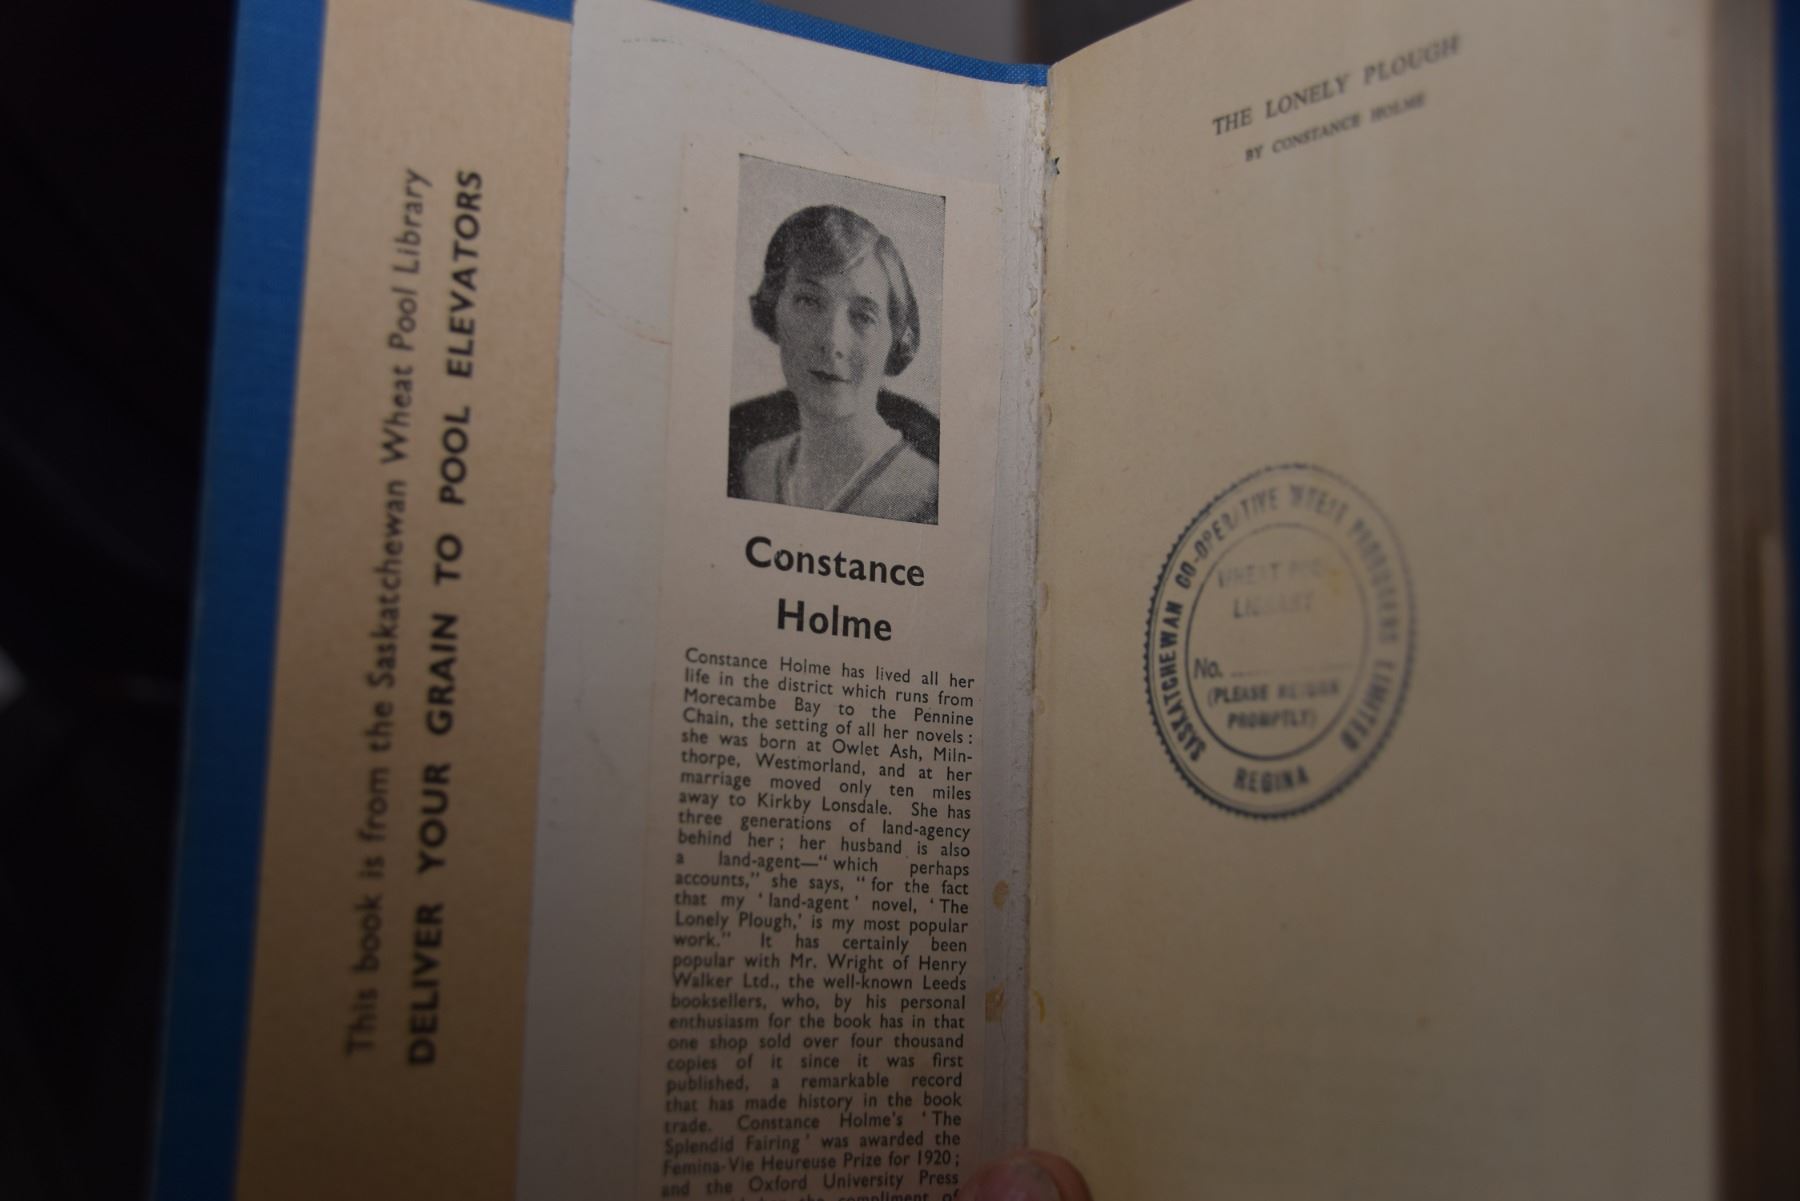 This book is from the Saskatchewan Wheat Pool Library
DELIVER YOUR GRAIN TO POOL ELEVATORS
Constance
Holme
Constance Holme has lived all her
life in the district which runs from
Morecambe Bay to the Pennine
Chain, the setting of all her novels :
she was born at Owlet Ash, Miln-
thorpe, Westmorland, and at her
marriage moved only ten miles
away to Kirkby Lonsdale. She has
three generations of land-agency
behind her ; her husband is also
a land-agent—“ which perhaps
accounts,” she says, “ for the fact
that my ‘ land-agent ’ novel, ‘ The
Lonely Plough,’ is my most popular
work.” It has certainly been
popular with Mr. Wright of Henry
Walker Ltd., the well-known Leeds
booksellers, who, by his personal
enthusiasm for the book has in that
one shop sold over four thousand
copies of it since it was first
published, a remarkable record
that has made history in the book
trade. Constance Holme's ‘ The
Splendid Fairing ’ was awarded the
Femina-Vie Heureuse Prize for 1920 ;
and the Oxford University Press
the compliment of
THE LONELY PLOUGH
BY CONSTANCE HOLME
SASKATCHEWAN CO-OPERATIVE WHEAT PRODUCERS LIMITED
WHEAT POOL
LIBRARY
No.
(PLEASE RETURN
PROMPTLY)
REGINA